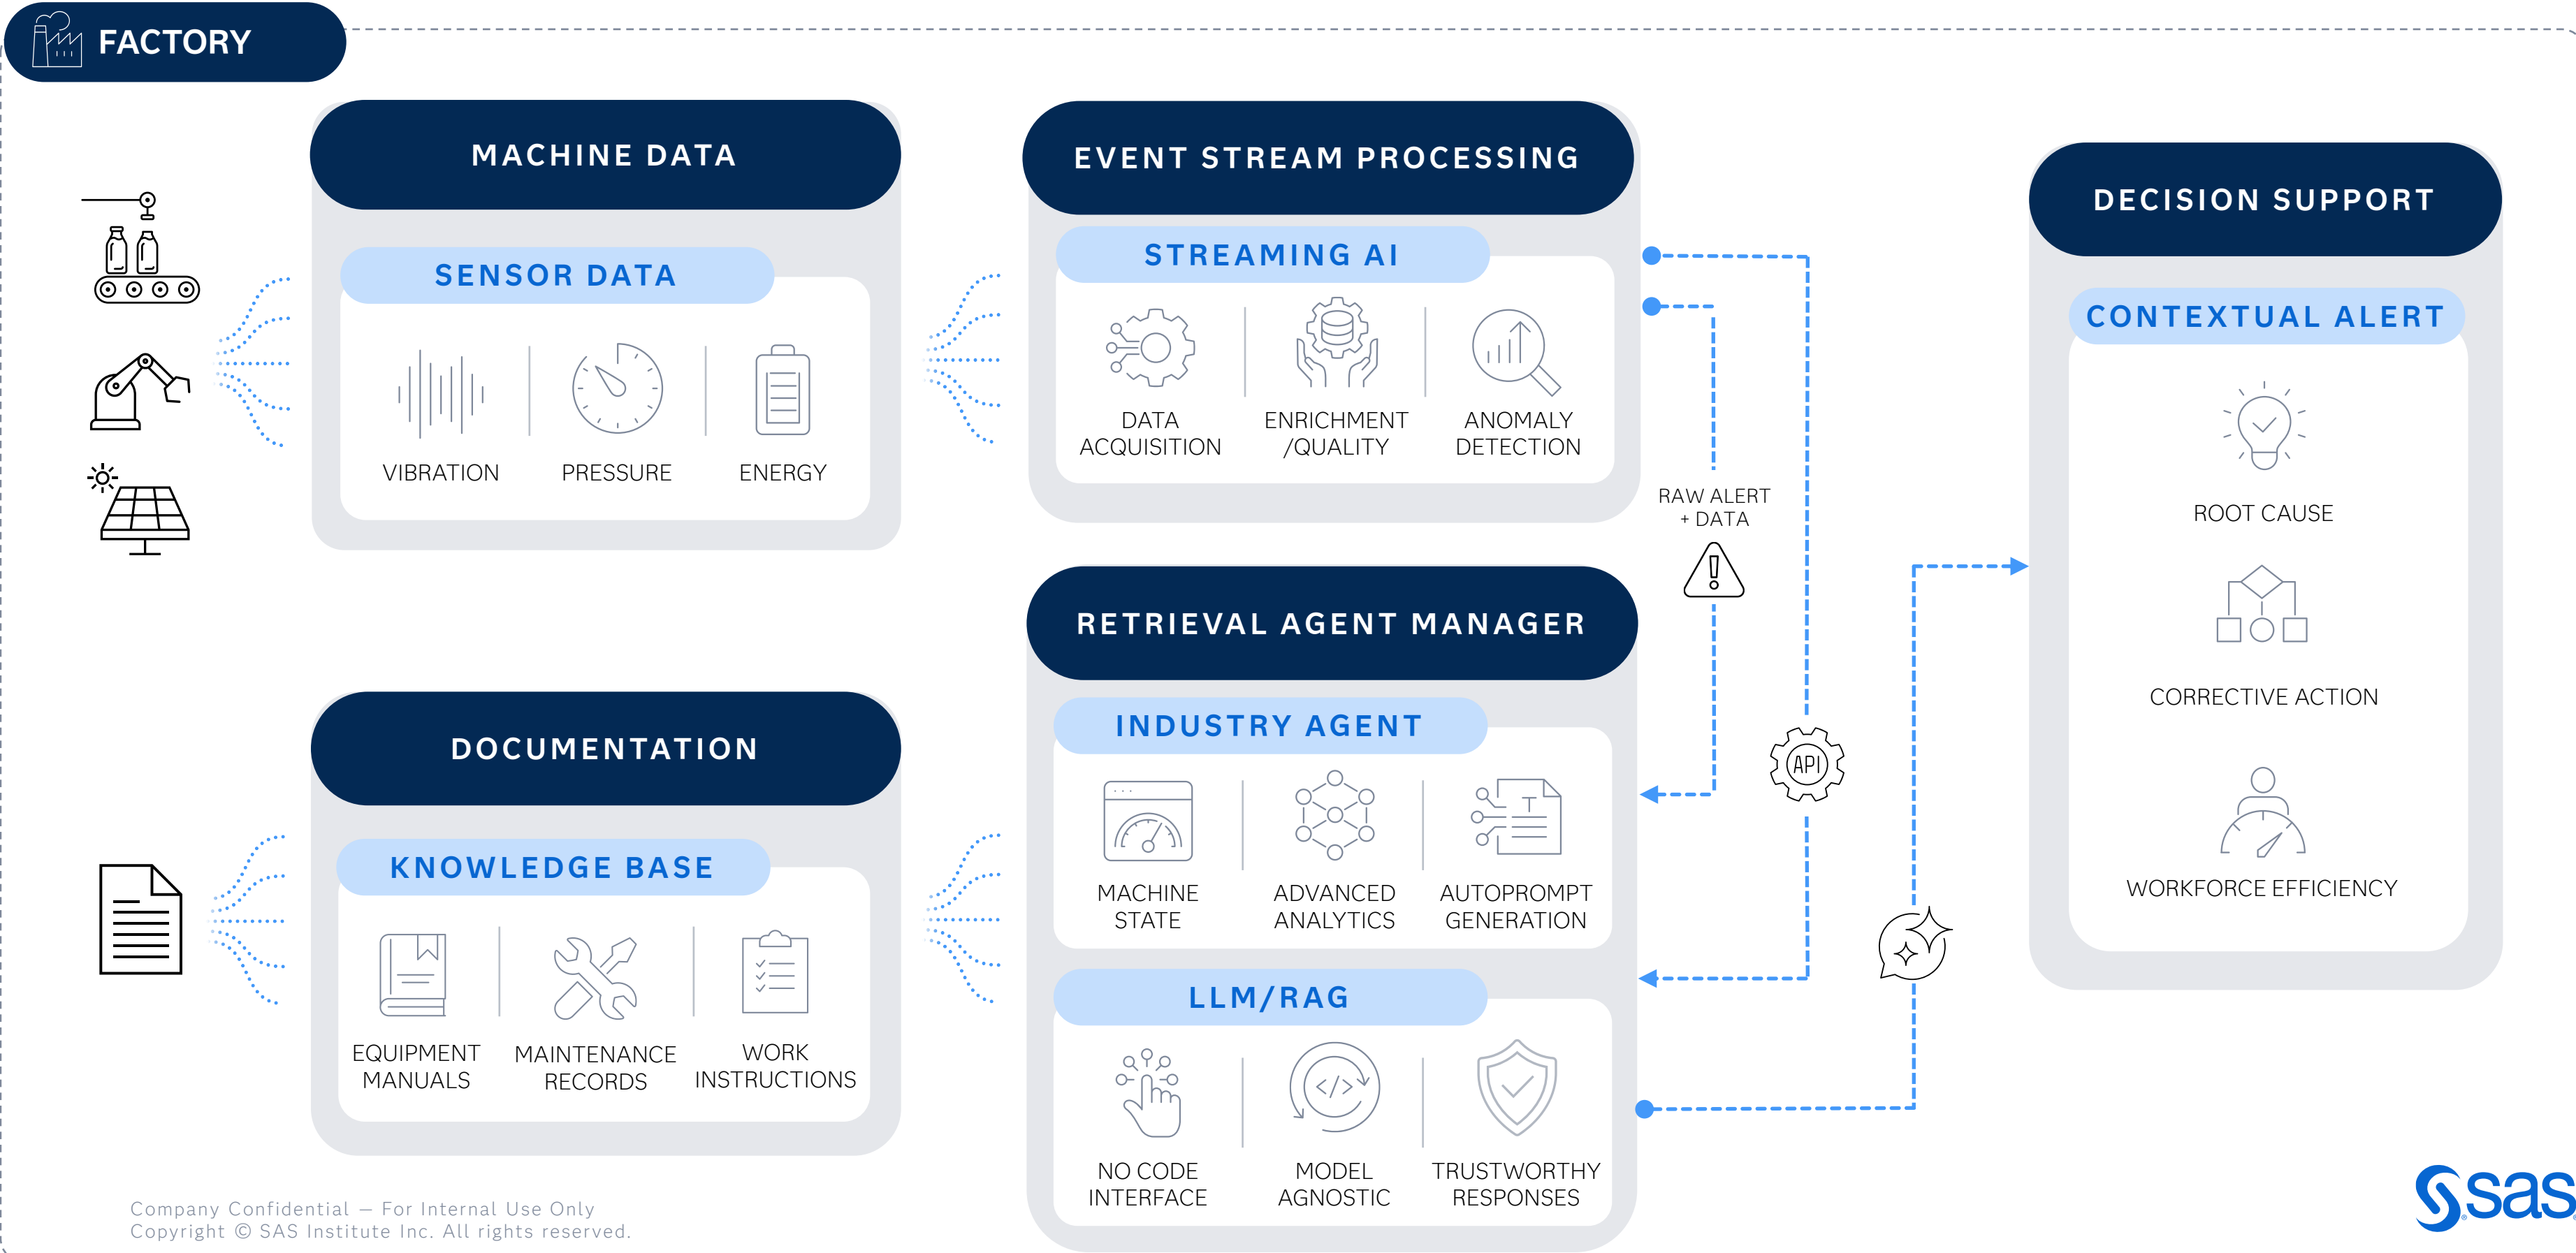 FACTORY
MACHINE DATA
SENSOR DATA
VIBRATION
PRESSURE
ENERGY
EVENT STREAM PROCESSING
STREAMING AI
DATA
ACQUISITION
ENRICHMENT
/QUALITY
ANOMALY
DETECTION
RAW ALERT
+ DATA
DOCUMENTATION
KNOWLEDGE BASE
EQUIPMENT
MANUALS
MAINTENANCE
RECORDS
WORK
INSTRUCTIONS
RETRIEVAL AGENT MANAGER
INDUSTRY AGENT
T
MACHINE
STATE
ADVANCED
ANALYTICS
AUTOPROMPT
GENERATION
LLM/RAG
</>
NO CODE
INTERFACE
MODEL
AGNOSTIC
TRUSTWORTHY
RESPONSES
API
DECISION SUPPORT
CONTEXTUAL ALERT
ROOT CAUSE
CORRECTIVE ACTION
WORKFORCE EFFICIENCY
Company Confidential – For Internal Use Only
Copyright © SAS Institute Inc. All rights reserved.
sas